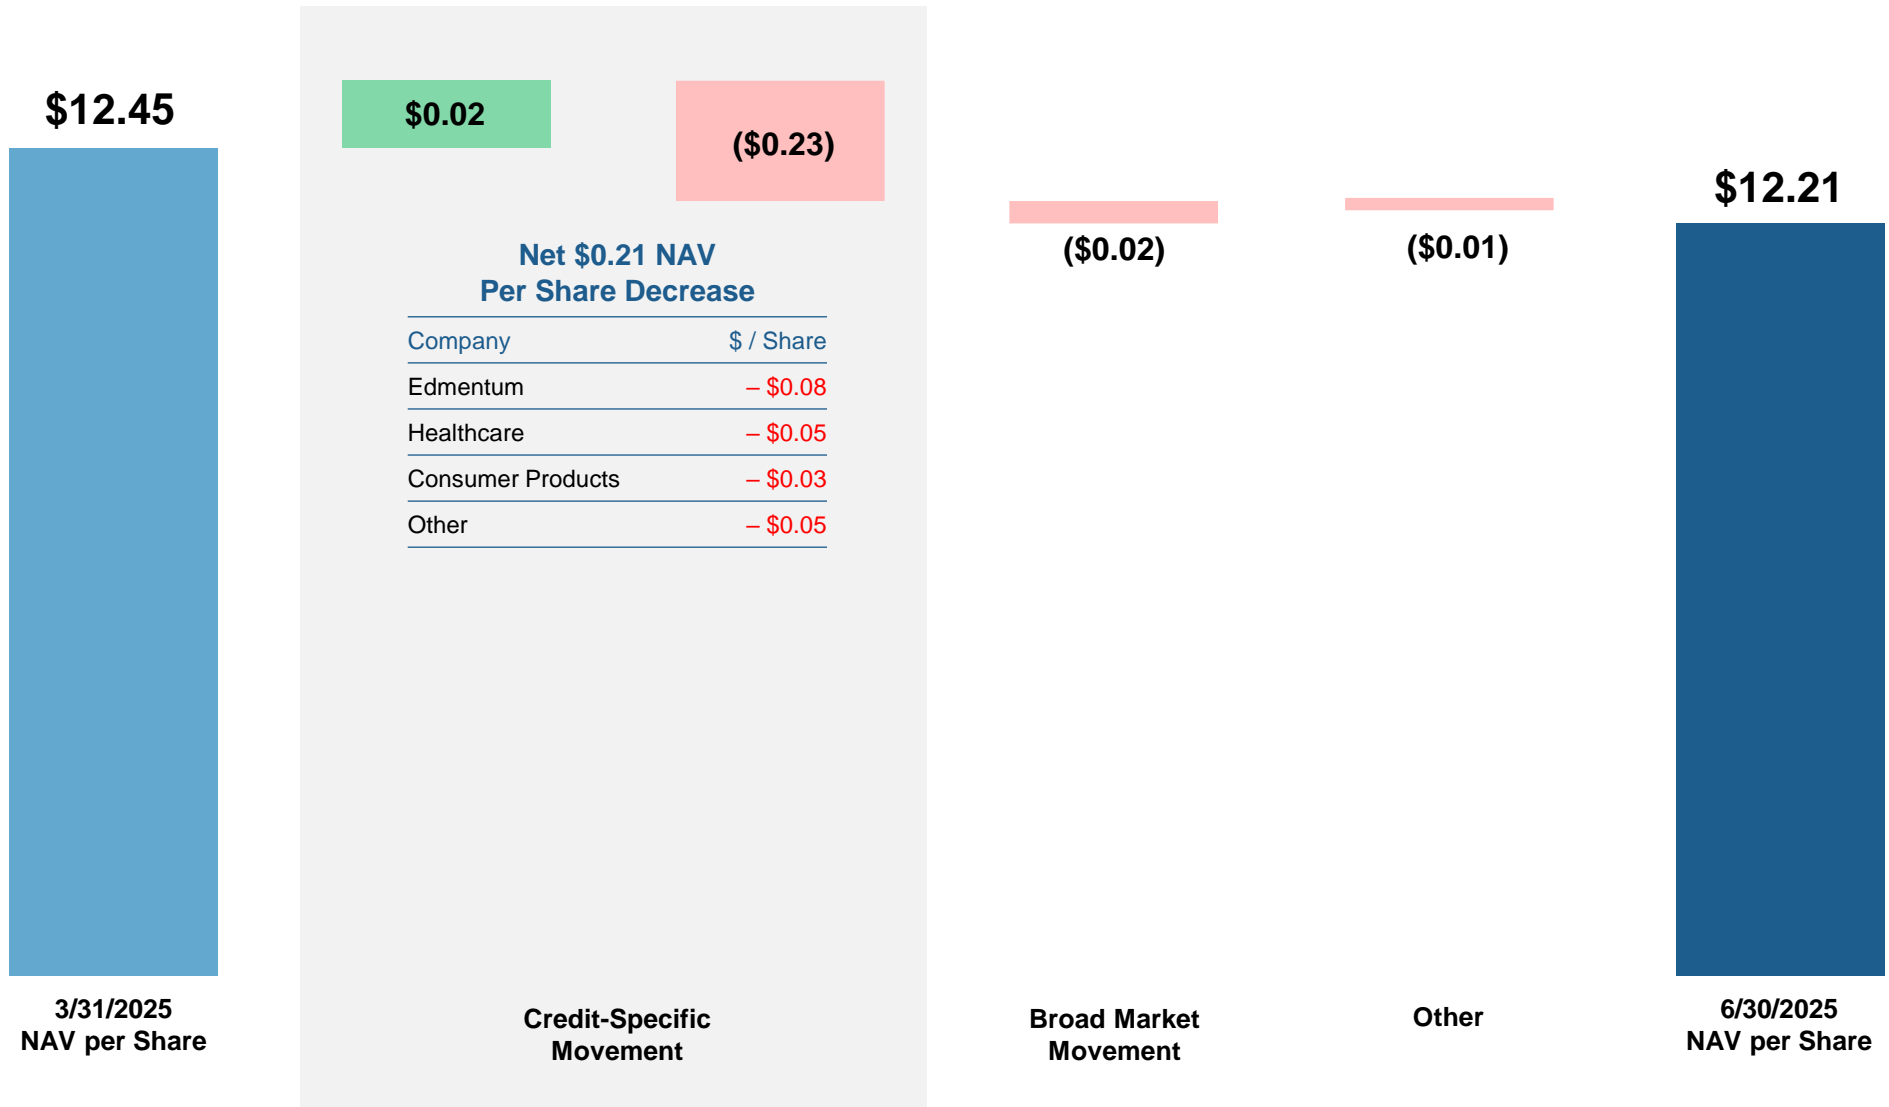 $12.45
$0.02
($0.23)
Net $0.21 NAV
Per Share Decrease
Company $ / Share
Edmentum – $0.08
Healthcare – $0.05
Consumer Products – $0.03
Other – $0.05
($0.02)
($0.01)
$12.21
3/31/2025
NAV per Share
Credit-Specific
Movement
Broad Market
Movement
Other
6/30/2025
NAV per Share